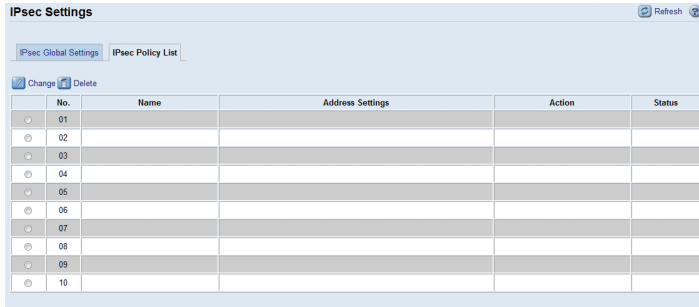 IPsec Settings
Refresh
?
IPsec Global Settings IPsec Policy List
Change Delete
No. Name Address Settings Action Status
01
02
03
04
05
06
07
08
09
10